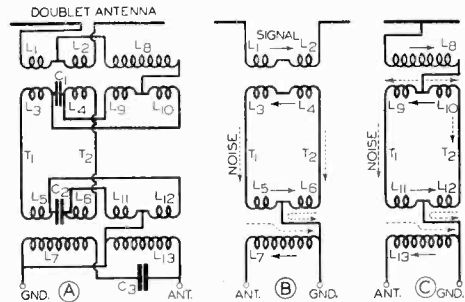 DOUBLET ANTENNA
L1 L2 L8
C1
L3 L4 L9 L10
T1 T2
C2
L5 L6 L11 L12
L7 L13
C3
GND. A ANT.
SIGNAL
L1 L2
L3 L4
NOISE T1 T2
L5 L6
L7
ANT. B GND.
L8
L9 L10
NOISE T1 T2
L11 L12
L13
C ANT. GND.